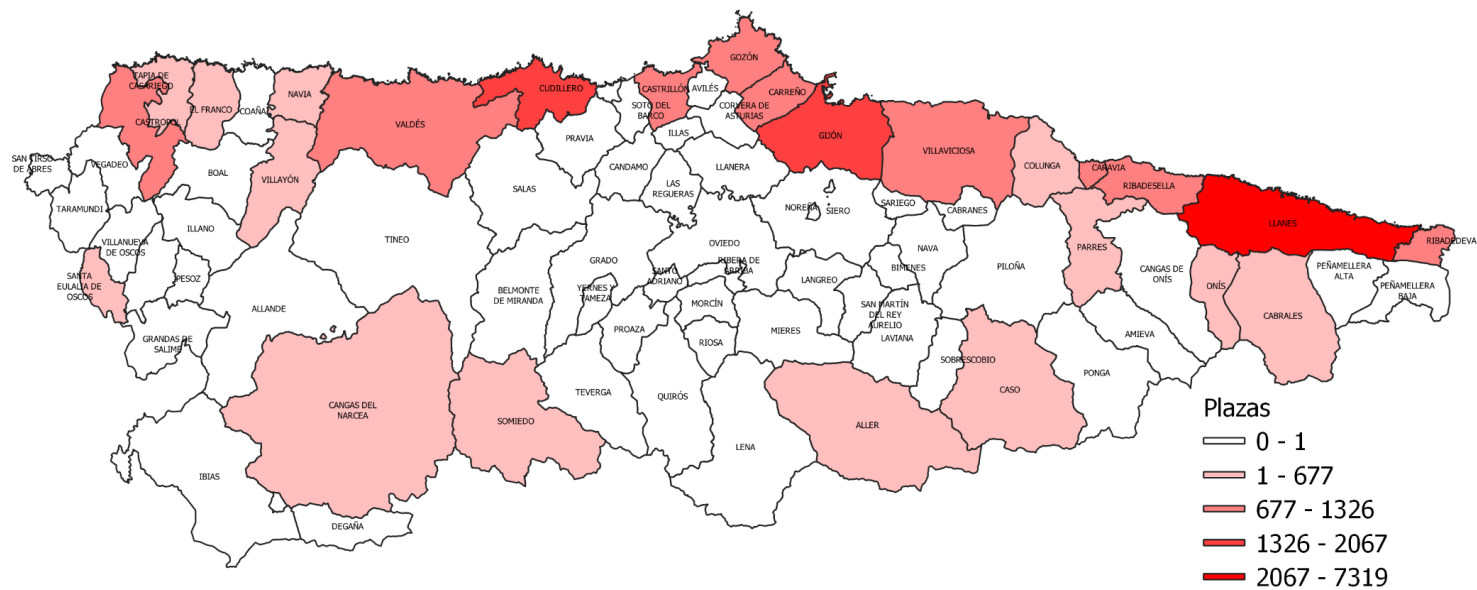 GOZÓN
TAPIA DE
CASARIEGO
CASTRILLÓN
AVILÉS
CUDILLERO
CARREÑO
NAVIA
EL FRANCO
COAÑA
SOTO DEL
BARCO
CORVERA DE
ASTURIAS
CASTROPOL
VALDÉS
ILLAS
GIJÓN
PRAVIA
VILLAVICIOSA
SAN TIRSO
DE ABRES
VEGADEO
BOAL
VILLAYÓN
CANDAMO
LLANERA
COLUNGA
CARAVIA
RIBADESELLA
SALAS
LAS
REGUERAS
TARAMUNDI
NOREÑA
SIERO
SARIEGO
CABRANES
LLANES
ILLANO
TINEO
VILLANUEVA
DE OSCOS
OVIEDO
NAVA
PARRES
RIBADEDEVA
GRADO
RIBERA DE
ARRIBA
BIMENES
PILOÑA
CANGAS DE
ONÍS
PEÑAMELLERA
ALTA
SANTA
EULALIA DE
OSCOS
PESOZ
SANTO
ADRIANO
LANGREO
ONÍS
PEÑAMELLERA
BAJA
BELMONTE
DE MIRANDA
YERNES Y
TAMEZA
MORCÍN
SAN MARTÍN
DEL REY
AURELIO
ALLANDE
PROAZA
MIERES
CABRALES
GRANDAS DE
SALIME
RIOSA
LAVIANA
AMIEVA
SOBRESCOBIO
PONGA
TEVERGA
QUIRÓS
CASO
CANGAS DEL
NARCEA
SOMIEDO
ALLER
LENA
IBIAS
DEGAÑA
Plazas
0 - 1
1 - 677
677 - 1326
1326 - 2067
2067 - 7319